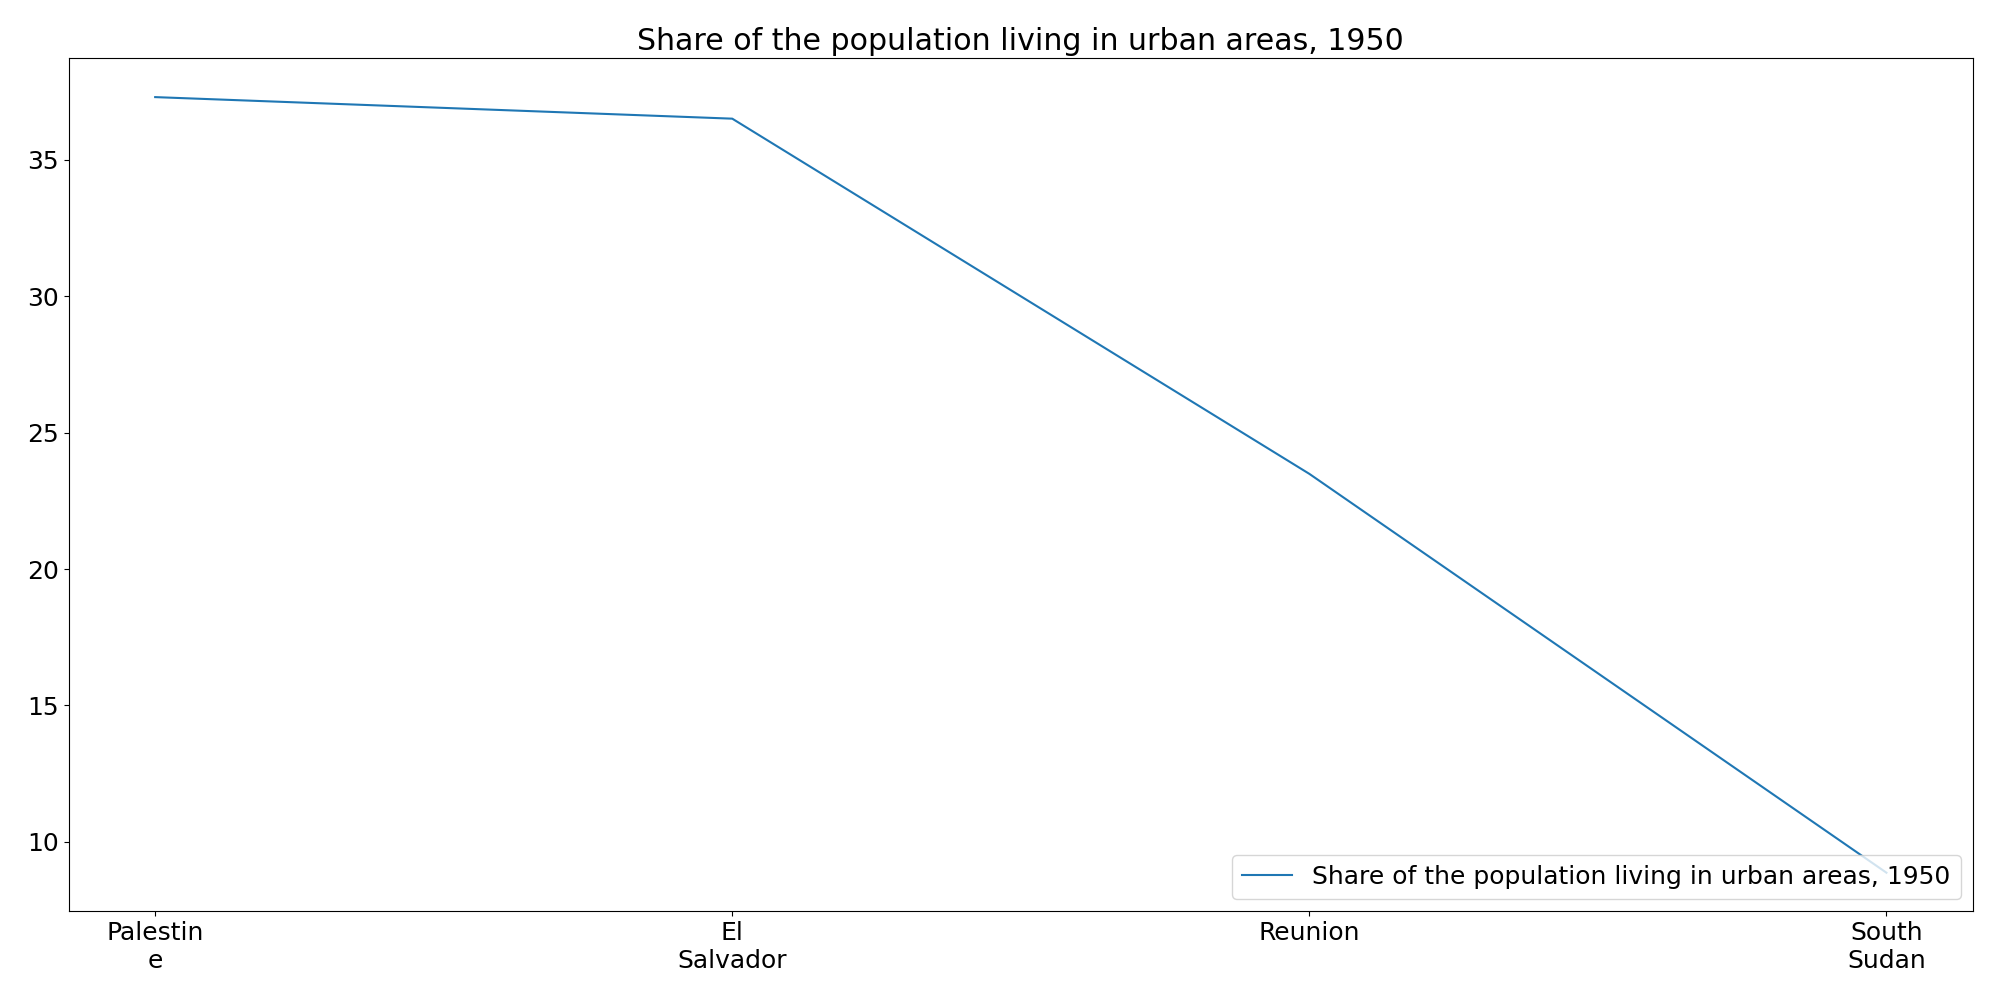 Share of the population living in urban areas, 1950
35
30
25
20
15
10
Share of the population living in urban areas, 1950
Palestin
e
El
Salvador
Reunion
South
Sudan